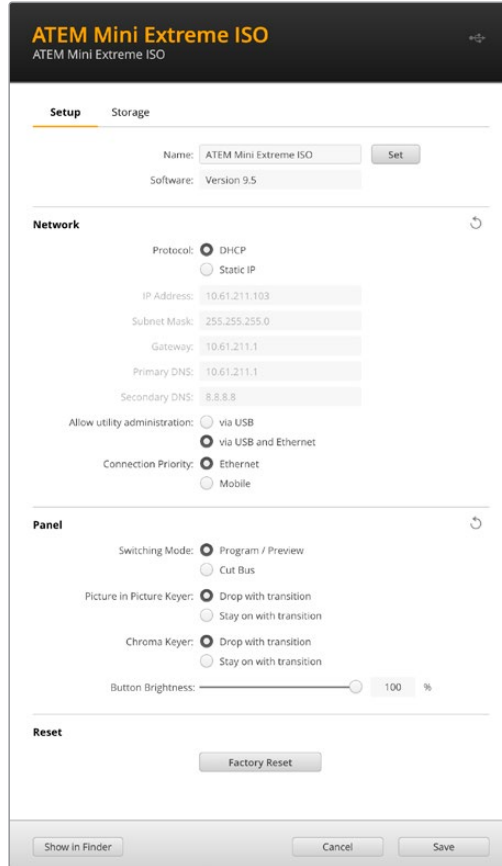 ATEM Mini Extreme ISO
ATEM Mini Extreme ISO
Setup Storage
Name: ATEM Mini Extreme ISO Set
Software: Version 9.5
Network
Protocol: DHCP
Static IP
IP Address: 10.61.211.103
Subnet Mask: 255.255.255.0
Gateway: 10.61.211.1
Primary DNS: 10.61.211.1
Secondary DNS: 8.8.8.8
Allow utility administration: via USB
via USB and Ethernet
Connection Priority: Ethernet
Mobile
Panel
Switching Mode: Program / Preview
Cut Bus
Picture in Picture Keyer: Drop with transition
Stay on with transition
Chroma Keyer: Drop with transition
Stay on with transition
Button Brightness: 100 %
Reset
Factory Reset
Show in Finder Cancel Save